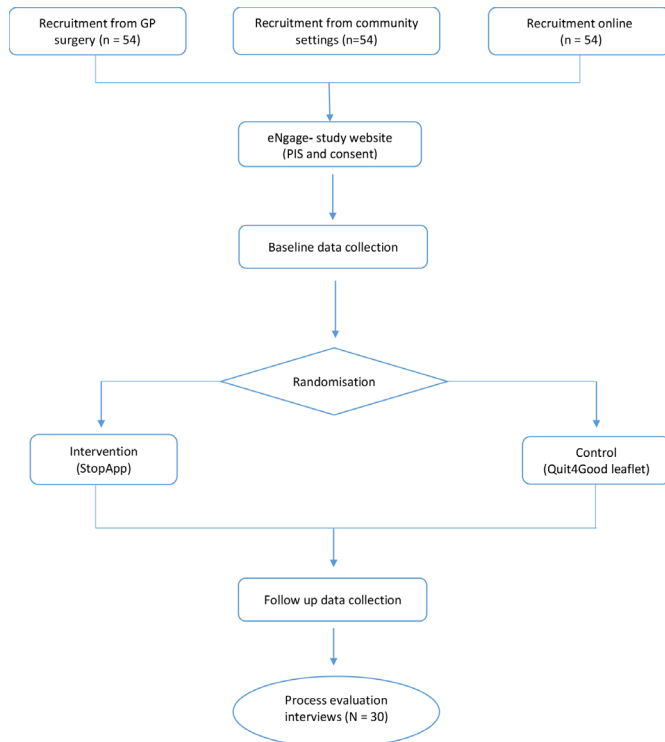 Recruitment from GP
surgery (n = 54)
Recruitment from community
settings (n=54)
Recruitment online
(n = 54)
eNgage- study website
(PIS and consent)
Baseline data collection
Randomisation
Intervention
(StopApp)
Control
(Quit4Good leaflet)
Follow up data collection
Process evaluation
interviews (N = 30)